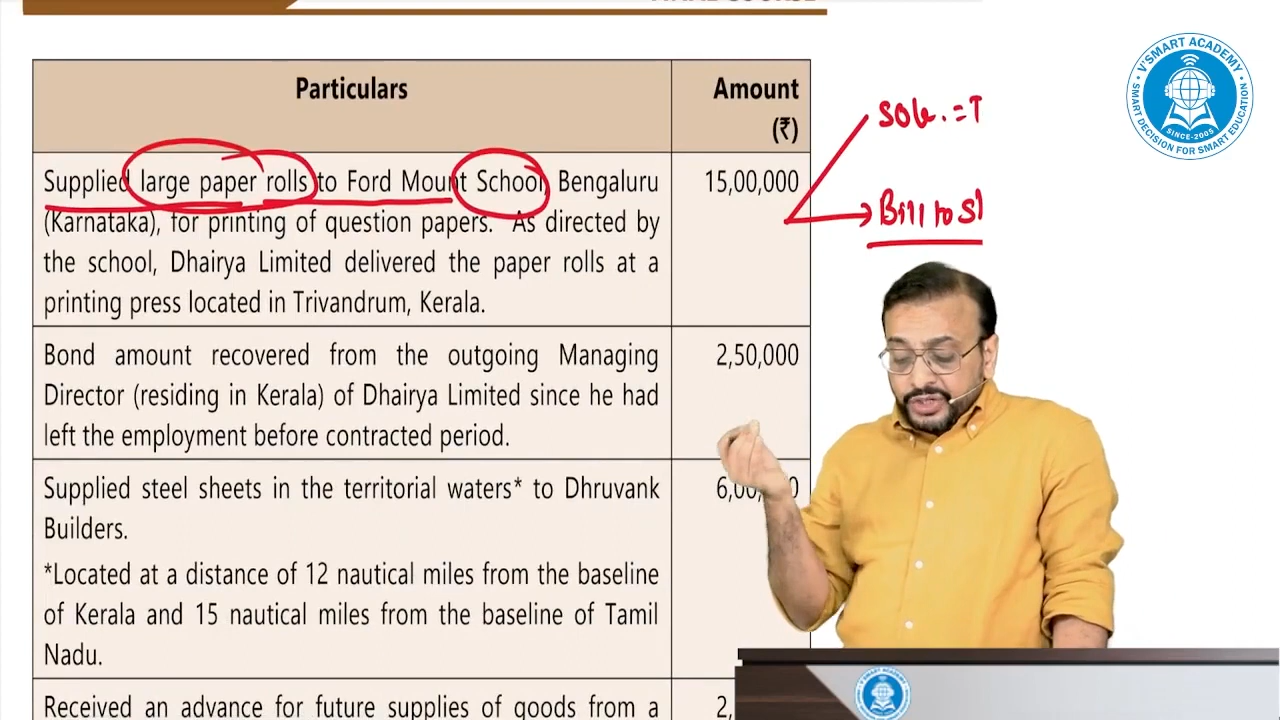 Particulars
Amount
(₹)
Supplied large paper rolls to Ford Mount School, Bengaluru
(Karnataka), for printing of question papers. As directed by
the school, Dhairya Limited delivered the paper rolls at a
printing press located in Trivandrum, Kerala.
15,00,000
Bond amount recovered from the outgoing Managing
Director (residing in Kerala) of Dhairya Limited since he had
left the employment before contracted period.
2,50,000
Supplied steel sheets in the territorial waters* to Dhruvank
Builders.
*Located at a distance of 12 nautical miles from the baseline
of Kerala and 15 nautical miles from the baseline of Tamil
Nadu.
Received an advance for future supplies of goods from a
2,
Bill to
V'SMART ACADEMY
SINCE-2005
SMART DECISION FOR SMART EDUCATION